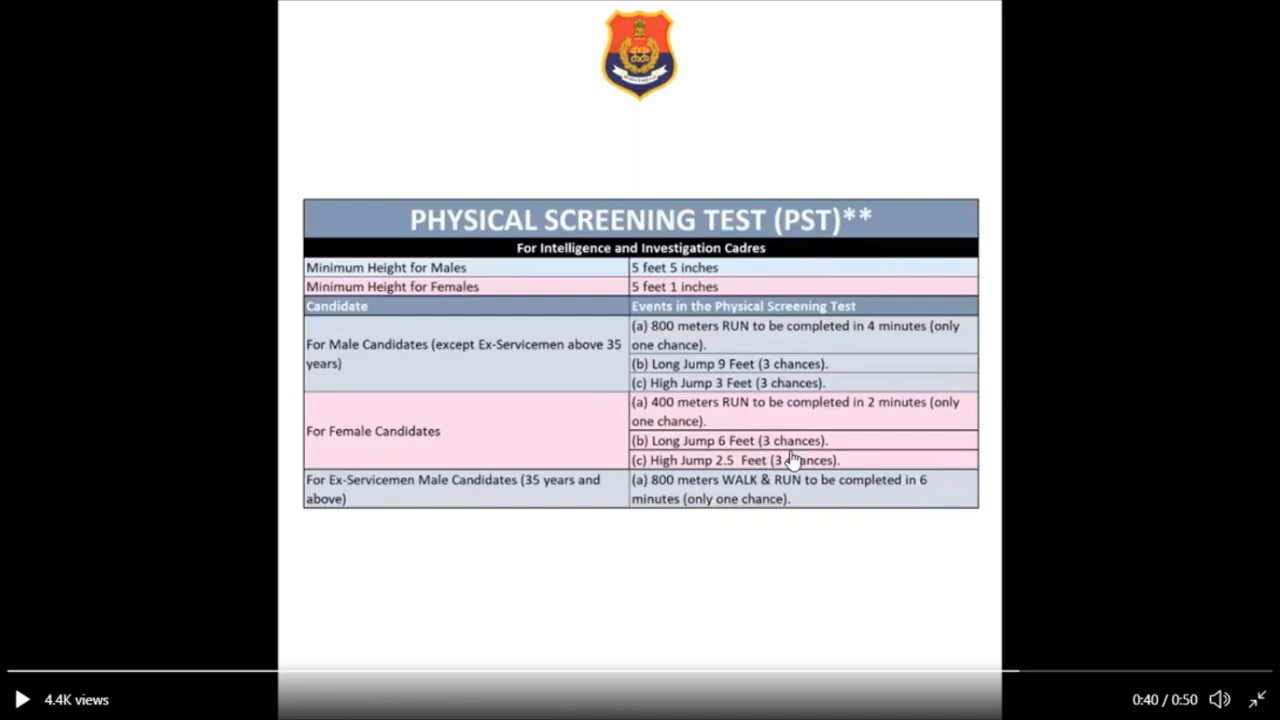 PHYSICAL SCREENING TEST (PST)**
For Intelligence and Investigation Cadres
Minimum Height for Males 5 feet 5 inches
Minimum Height for Females 5 feet 1 inches
Candidate Events in the Physical Screening Test
For Male Candidates (except Ex-Servicemen above 35
years)
(a) 800 meters RUN to be completed in 4 minutes (only
one chance).
(b) Long Jump 9 Feet (3 chances).
(c) High Jump 3 Feet (3 chances).
For Female Candidates
(a) 400 meters RUN to be completed in 2 minutes (only
one chance).
(b) Long Jump 6 Feet (3 chances).
(c) High Jump 2.5 Feet (3 chances).
For Ex-Servicemen Male Candidates (35 years and
above)
(a) 800 meters WALK & RUN to be completed in 6
minutes (only one chance).
4.4K views
0:40 / 0:50